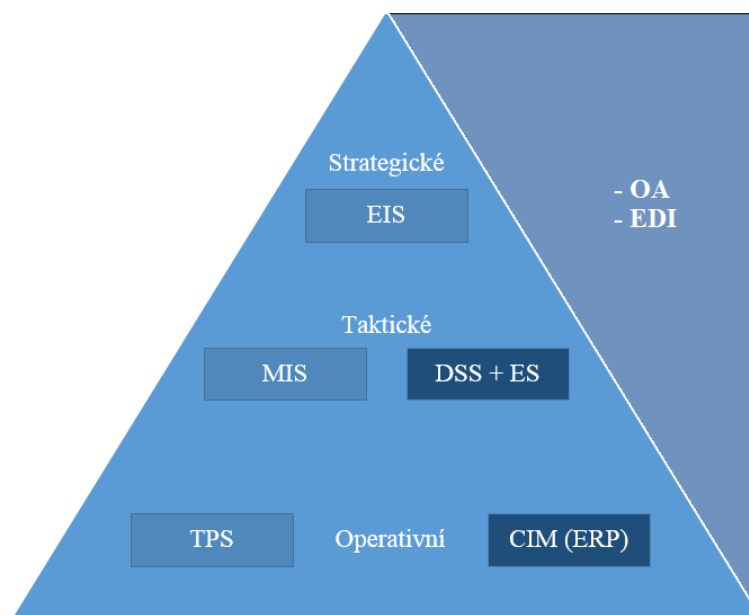 Strategické
EIS
- OA
- EDI
Taktické
MIS
DSS + ES
TPS
Operativní
CIM (ERP)